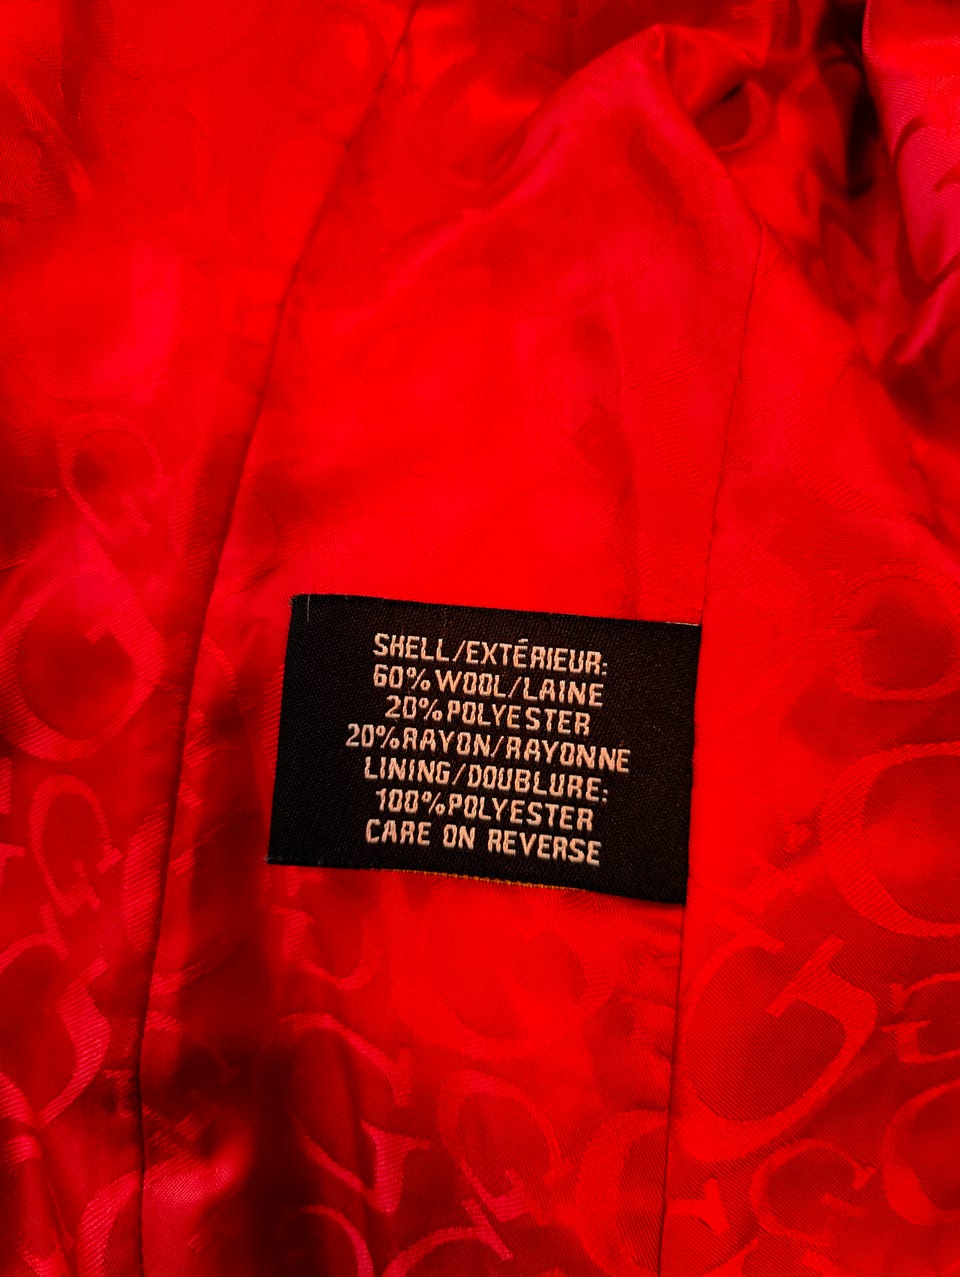 SHELL/EXTÉRIEUR:
60% WOOL/LAINE
20% POLYESTER
20% RAYON/RAYONNE
LINING/DOUBLURE:
100% POLYESTER
CARE ON REVERSE